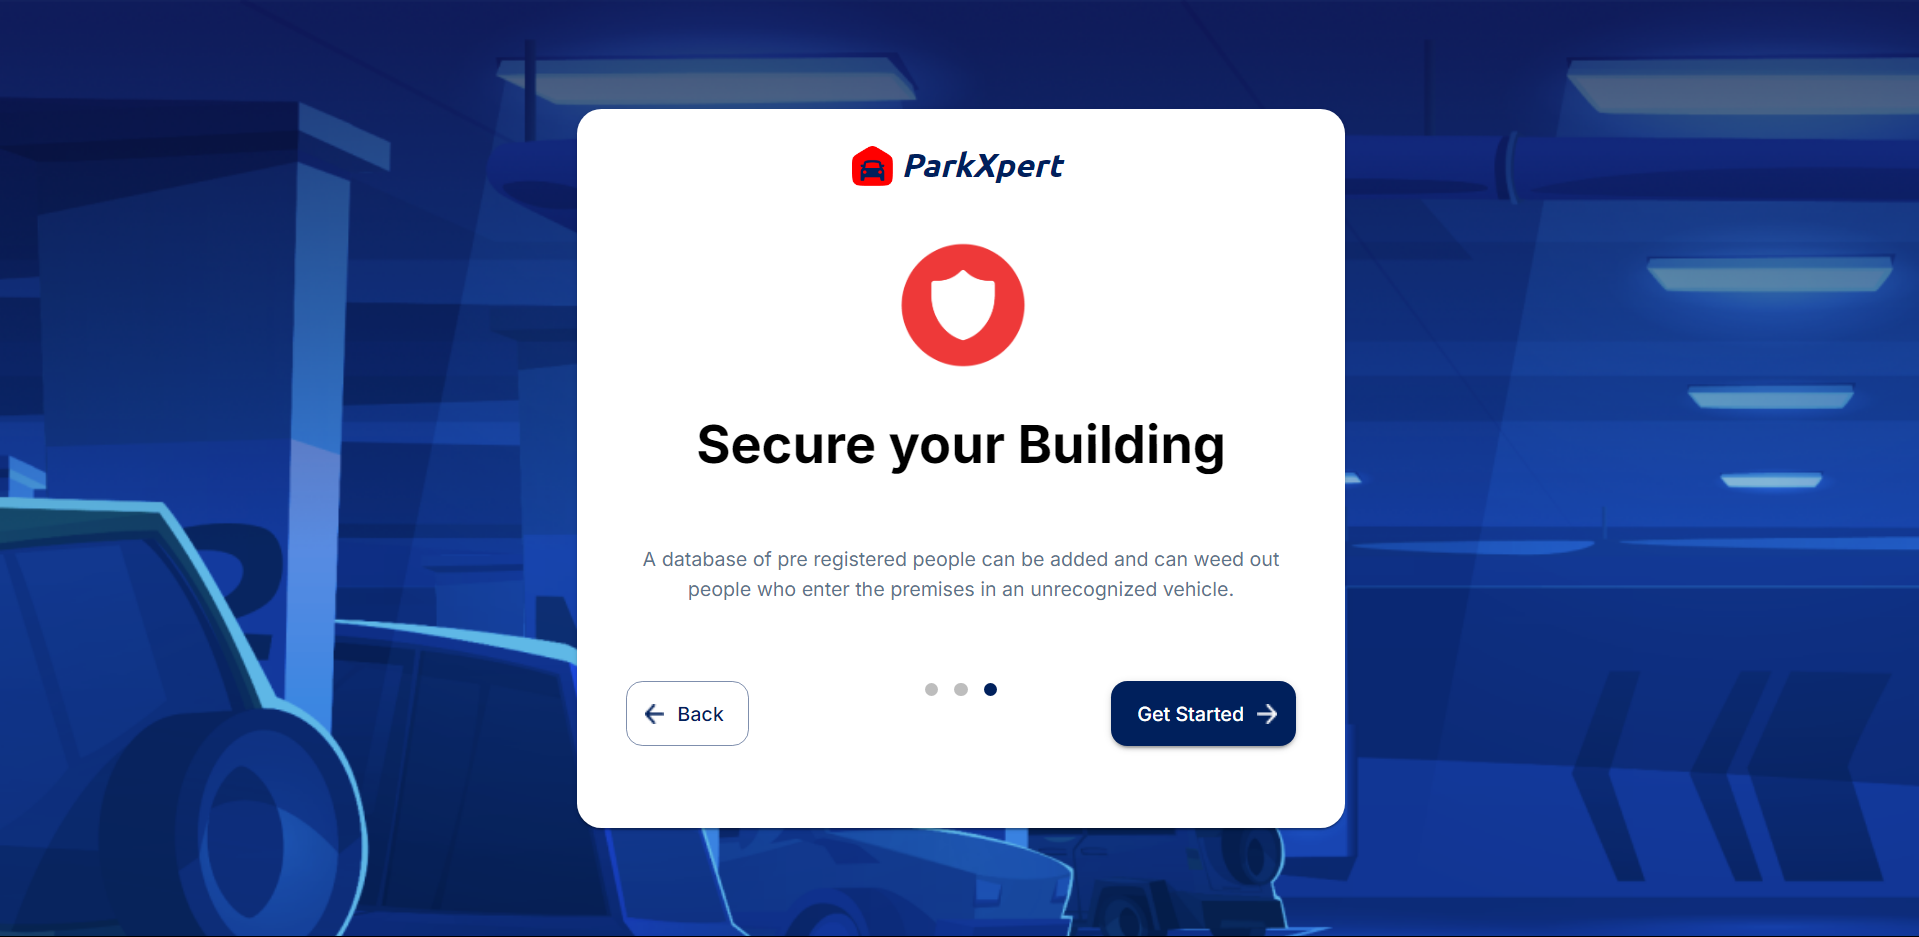 ParkXpert
Secure your Building
A database of pre registered people can be added and can weed out
people who enter the premises in an unrecognized vehicle.
Back
Get Started
2